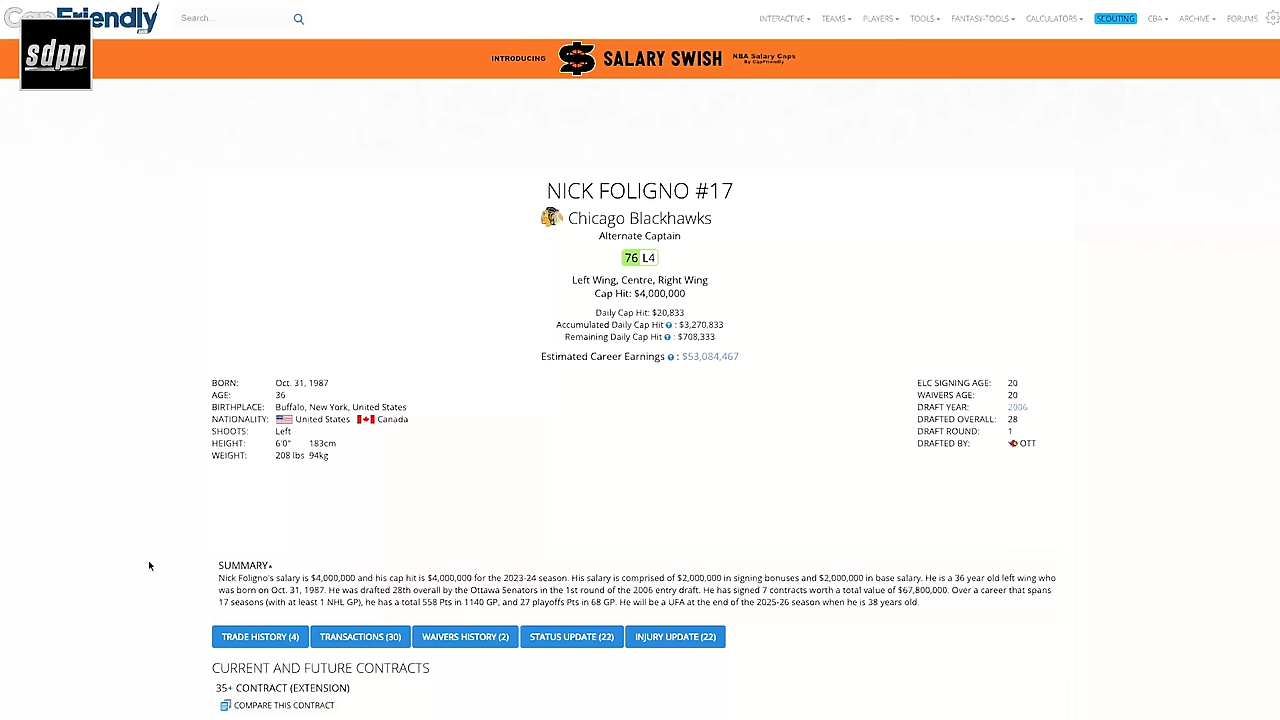 CapFriendly
Search...
INTERACTIVE TEAMS PLAYERS TOOLS FANTASY-TOOLS CALCULATORS SCOUTING CBA ARCHIVE FORUMS
sdpn
INTRODUCING $ SALARY SWISH NBA Salary Caps
By CapFriendly
NICK FOLIGNO #17
Chicago Blackhawks
Alternate Captain
76 L4
Left Wing, Centre, Right Wing
Cap Hit: $4,000,000
Daily Cap Hit: $20,833
Accumulated Daily Cap Hit ? : $3,270,833
Remaining Daily Cap Hit ? : $708,333
Estimated Career Earnings ? : $53,084,467
BORN: Oct. 31, 1987
AGE: 36
BIRTHPLACE: Buffalo, New York, United States
NATIONALITY: United States Canada
SHOOTS: Left
HEIGHT: 6'0" 183cm
WEIGHT: 208 lbs 94kg
ELC SIGNING AGE: 20
WAIVERS AGE: 20
DRAFT YEAR: 2006
DRAFTED OVERALL: 28
DRAFT ROUND: 1
DRAFTED BY: OTT
SUMMARY
Nick Foligno's salary is $4,000,000 and his cap hit is $4,000,000 for the 2023-24 season. His salary is comprised of $2,000,000 in signing bonuses and $2,000,000 in base salary. He is a 36 year old left wing who
was born on Oct. 31, 1987. He was drafted 28th overall by the Ottawa Senators in the 1st round of the 2006 entry draft. He has signed 7 contracts worth a total value of $67,800,000. Over a career that spans
17 seasons (with at least 1 NHL GP), he has a total 558 Pts in 1140 GP, and 27 playoffs Pts in 68 GP. He will be a UFA at the end of the 2025-26 season when he is 38 years old.
TRADE HISTORY (4) TRANSACTIONS (30) WAIVERS HISTORY (2) STATUS UPDATE (22) INJURY UPDATE (22)
CURRENT AND FUTURE CONTRACTS
35+ CONTRACT (EXTENSION)
COMPARE THIS CONTRACT